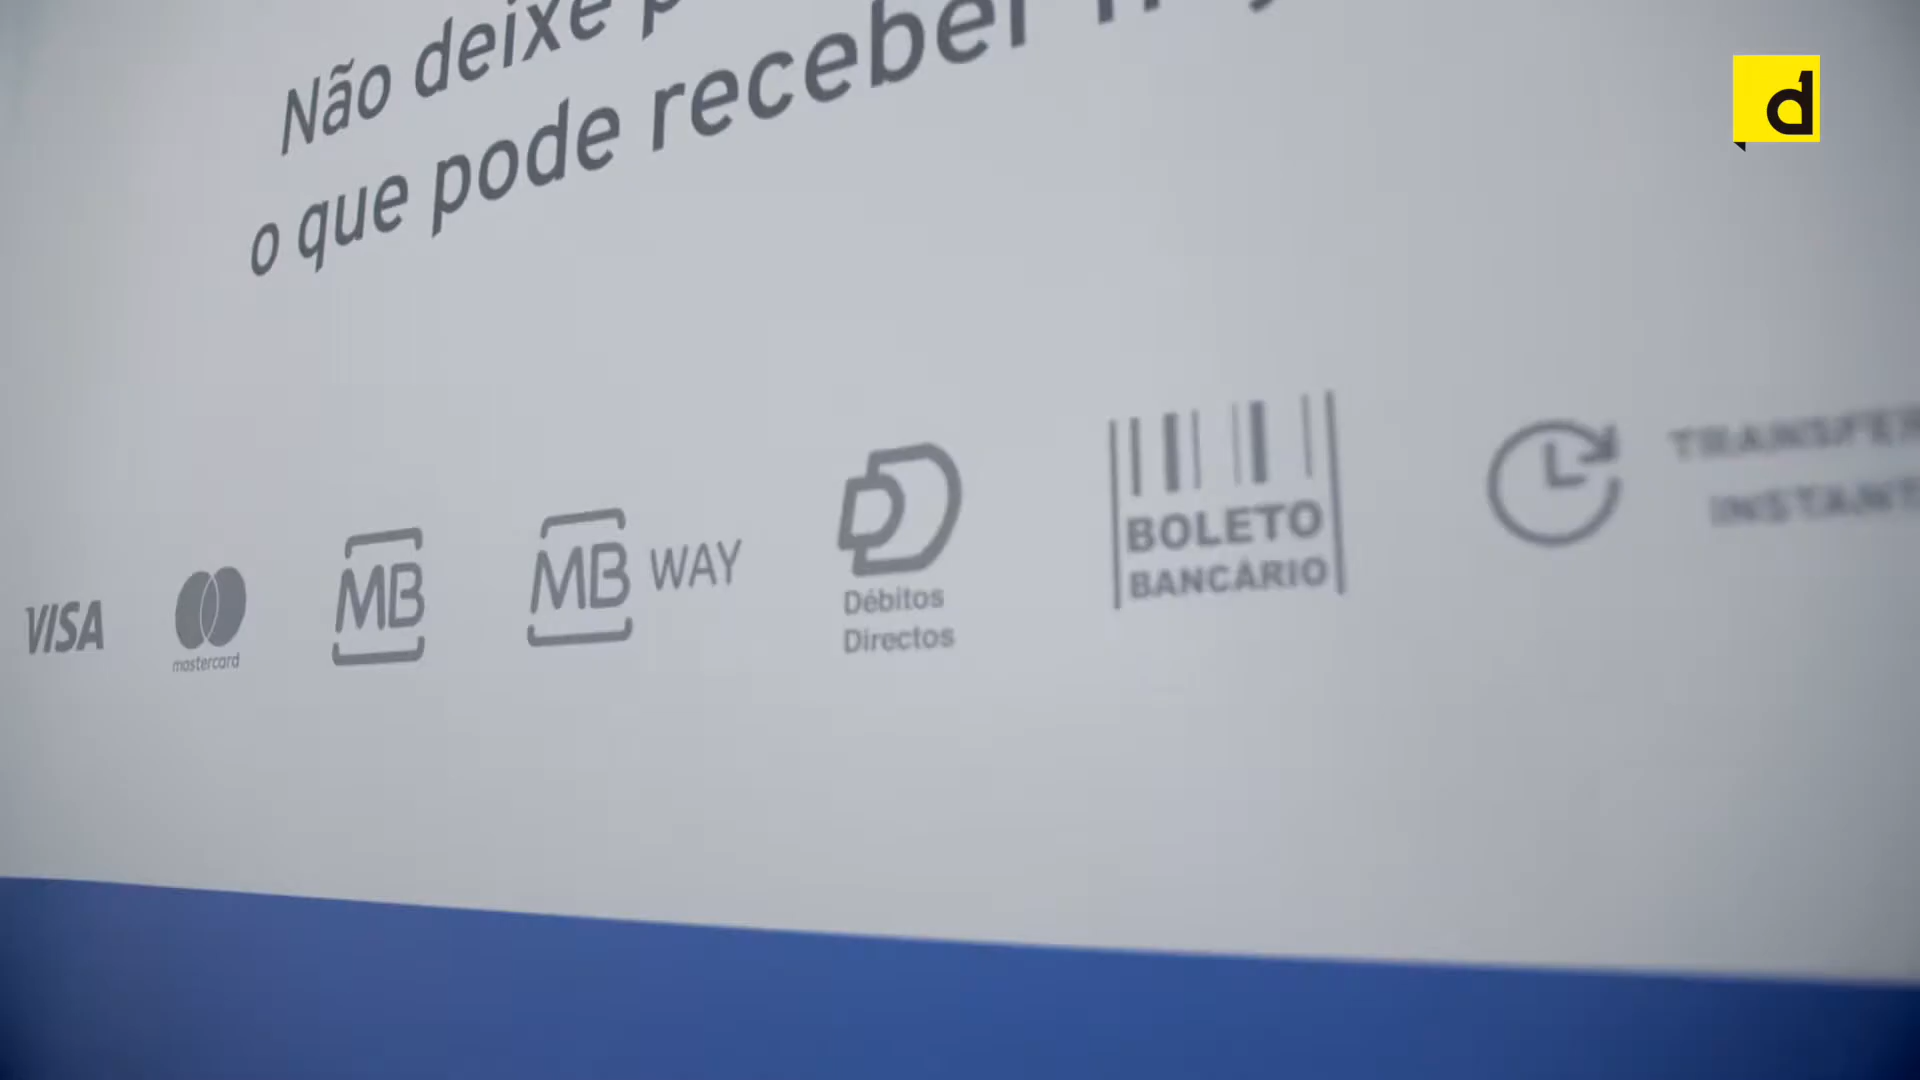 Não deixe
o que pode receber
d
VISA
mastercard
MB
MB WAY
Débitos
Directos
BOLETO
BANCÁRIO